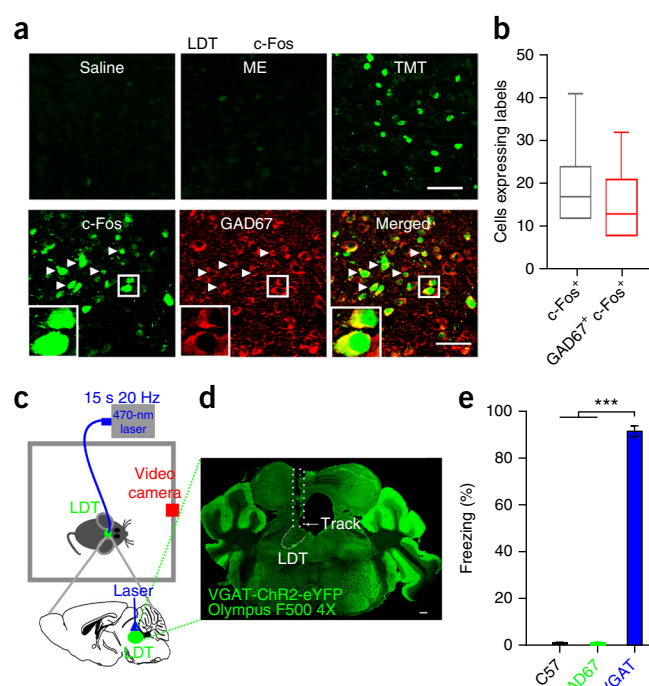 a
LDT c-Fos
Saline ME TMT
c-Fos GAD67 Merged
b
Cells expressing labels
50
40
30
20
10
0
c-Fos×
GAD67+ c-Fos×
c
15 s 20 Hz
470-nm
laser
Video
camera
LDT
Laser
LDT
d
Track
LDT
VGAT-ChR2-eYFP
Olympus F500 4X
e
***
Freezing (%)
100
80
60
40
20
0
C57
AD67
VGAT